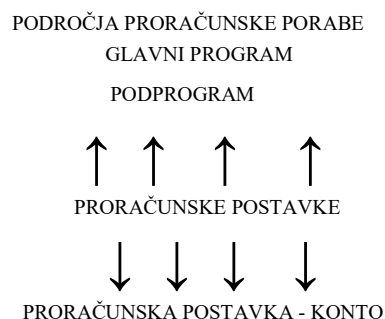 PODROČJA PRORAČUNSKE PORABE
GLAVNI PROGRAM
PODPROGRAM
PRORAČUNSKE POSTAVKE
PRORAČUNSKA POSTAVKA - KONTO